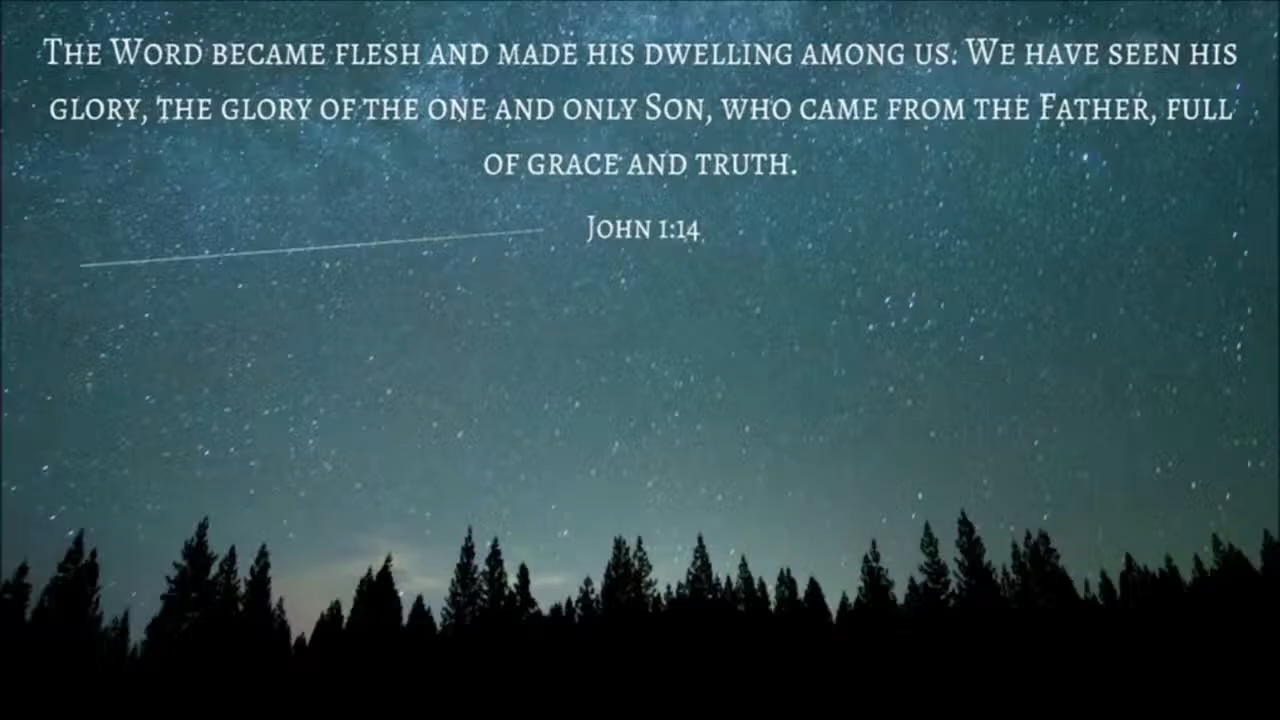 The Word became flesh and made his dwelling among us. We have seen his
glory, the glory of the one and only Son, who came from the Father, full
of grace and truth.
John 1:14